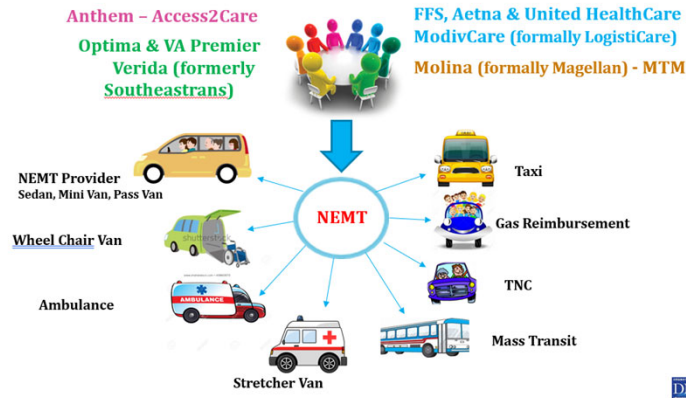 Anthem – Access2Care
Optima & VA Premier
Verida (formerly
Southeastrans)
FFS, Aetna & United HealthCare
ModivCare (formally LogistiCare)
Molina (formally Magellan) - MTM
NEMT Provider
Sedan, Mini Van, Pass Van
Wheel Chair Van
shutterstock
Ambulance
AMBULANCE
Stretcher Van
NEMT
Taxi
TAXI
Gas Reimbursement
TNC
Mass Transit